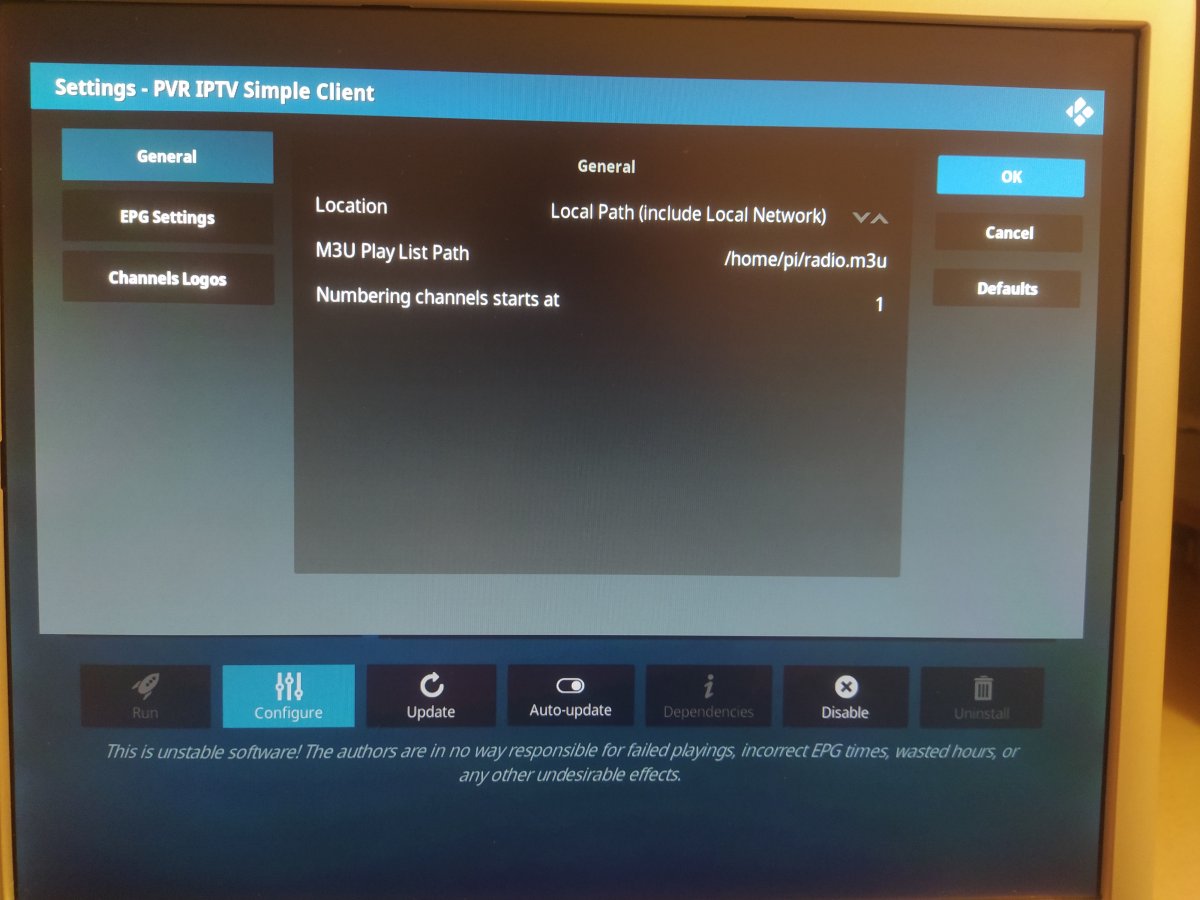 Settings - PVR IPTV Simple Client
General
EPG Settings
Channels Logos
General
Location Local Path (include Local Network)
M3U Play List Path /home/pi/radio.m3u
Numbering channels starts at 1
OK
Cancel
Defaults
Run Configure Update Auto-update Dependencies Disable Uninstall
This is unstable software! The authors are in no way responsible for failed playings, incorrect EPG times, wasted hours, or
any other undesirable effects.